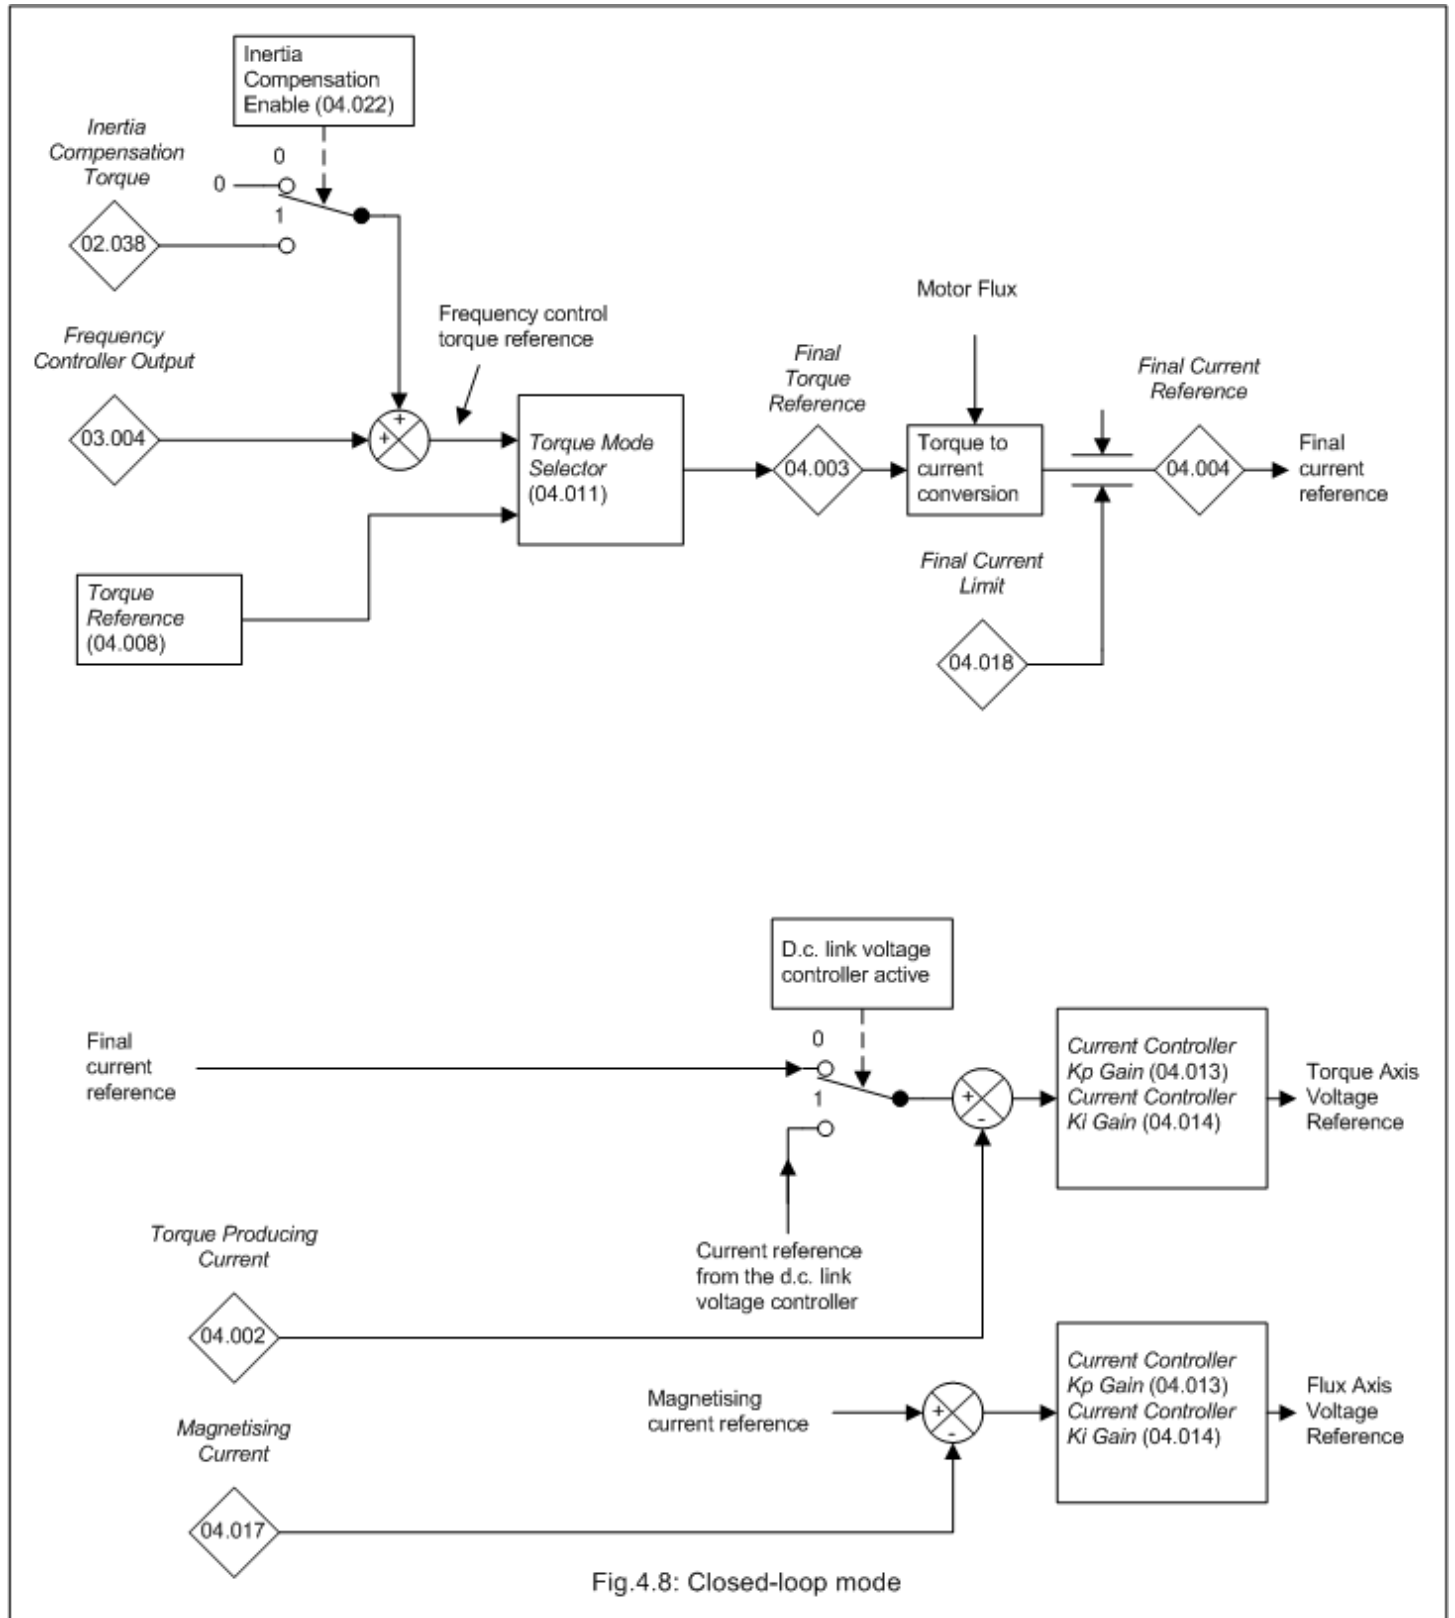 Inertia
Compensation
Enable (04.022)
Inertia
Compensation
Torque
0
0
1
02.038
Frequency
Controller Output
03.004
+
+
Frequency control
torque reference
Torque Mode
Selector
(04.011)
Torque
Reference
(04.008)
Final
Torque
Reference
04.003
Motor Flux
Torque to
current
conversion
Final Current
Reference
04.004
Final
current
reference
Final Current
Limit
04.018
D.c. link voltage
controller active
Final
current
reference
0
1
+
-
Current Controller
Kp Gain (04.013)
Current Controller
Ki Gain (04.014)
Torque Axis
Voltage
Reference
Current reference
from the d.c. link
voltage controller
Torque Producing
Current
04.002
Magnetising
current reference
+
-
Current Controller
Kp Gain (04.013)
Current Controller
Ki Gain (04.014)
Flux Axis
Voltage
Reference
Magnetising
Current
04.017
Fig.4.8: Closed-loop mode